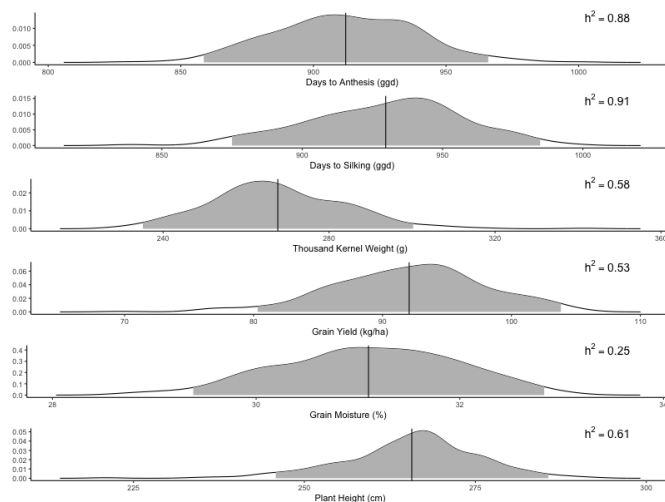 h² = 0.88
0.010
0.005
0.000
800 850 900 950 1000
Days to Anthesis (ggd)
h² = 0.91
0.015
0.010
0.005
0.000
850 900 950 1000
Days to Silking (ggd)
h² = 0.58
0.02
0.01
0.00
240 280 320 360
Thousand Kernel Weight (g)
h² = 0.53
0.06
0.04
0.02
0.00
70 80 90 100 110
Grain Yield (kg/ha)
h² = 0.25
0.4
0.3
0.2
0.1
0.0
28 30 32 34
Grain Moisture (%)
h² = 0.61
0.05
0.04
0.03
0.02
0.01
0.00
225 250 275 300
Plant Height (cm)